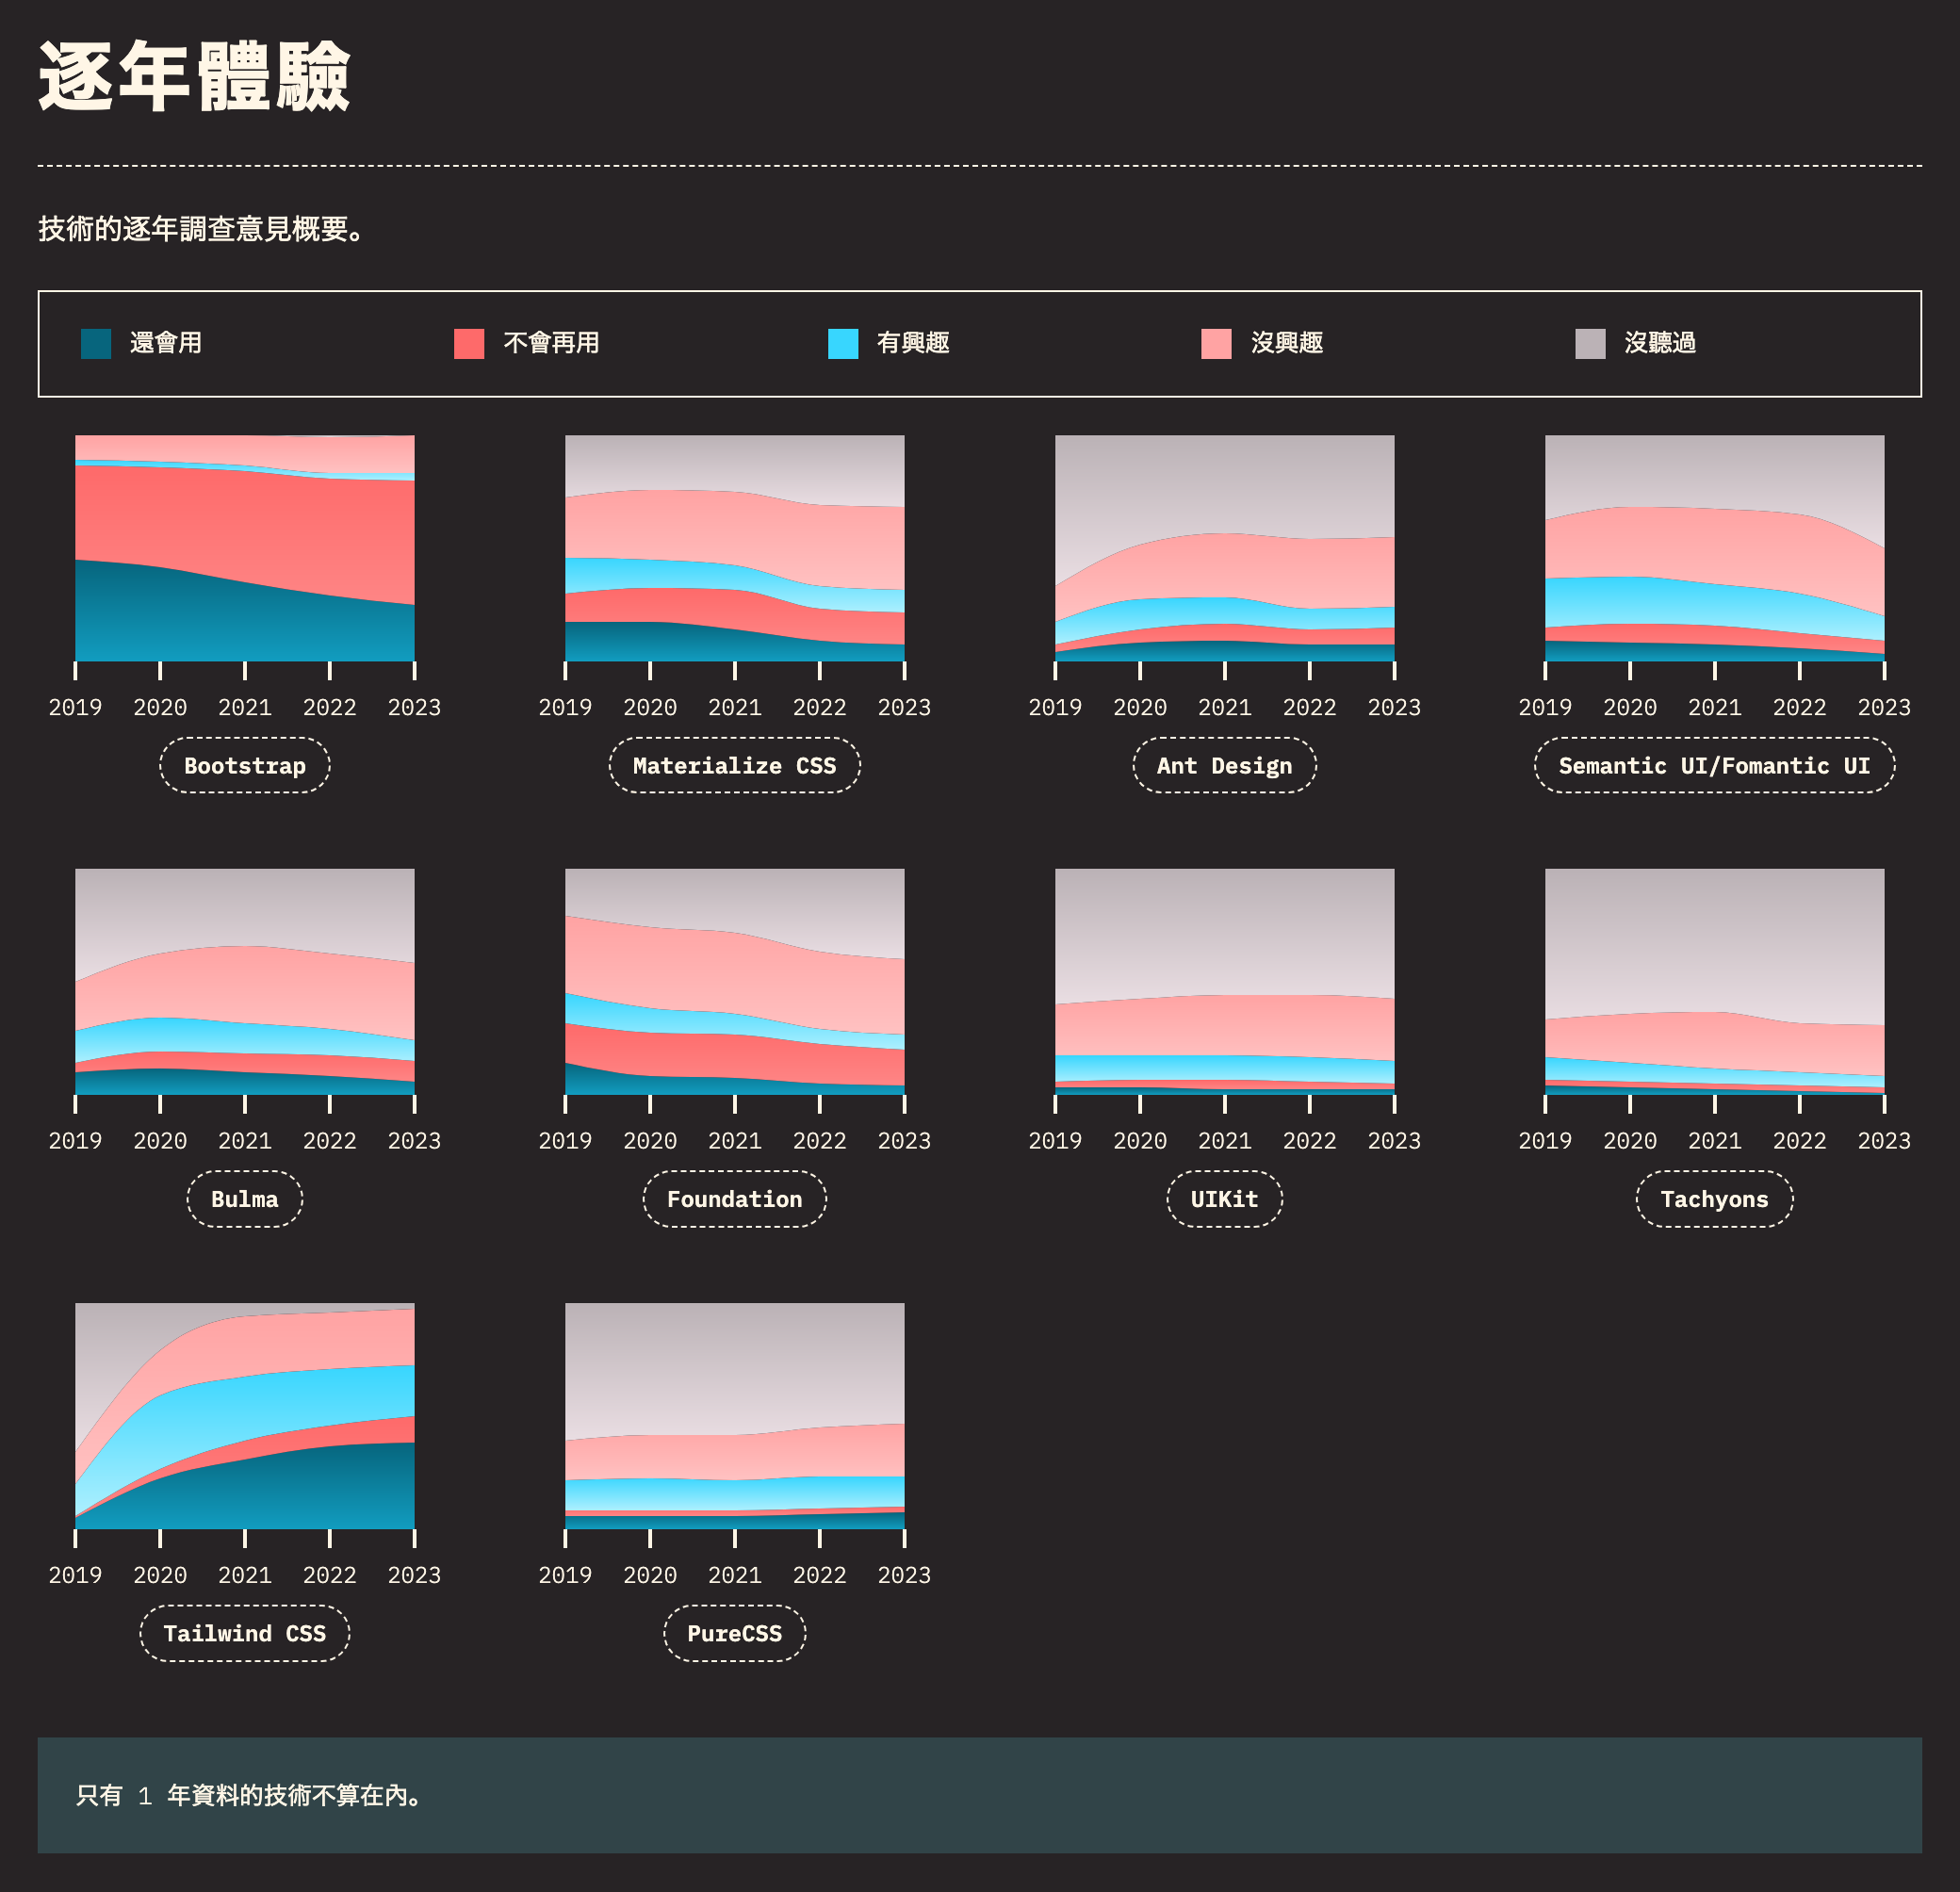 逐年體驗
技術的逐年調查意見概要。
還會用 不會再用 有興趣 沒興趣 沒聽過
2019 2020 2021 2022 2023 2019 2020 2021 2022 2023 2019 2020 2021 2022 2023 2019 2020 2021 2022 2023
Bootstrap Materialize CSS Ant Design Semantic UI/Fomantic UI
2019 2020 2021 2022 2023 2019 2020 2021 2022 2023 2019 2020 2021 2022 2023 2019 2020 2021 2022 2023
Bulma Foundation UIKit Tachyons
2019 2020 2021 2022 2023 2019 2020 2021 2022 2023
Tailwind CSS PureCSS
只有 1 年資料的技術不算在內。